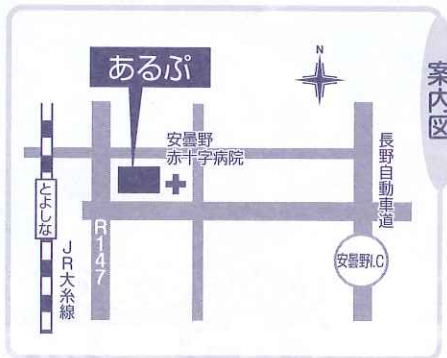 案内図
N
あるぷ
安曇野
赤十字病院
長野自動車道
とよしな
R147
JR大糸線
安曇野I.C